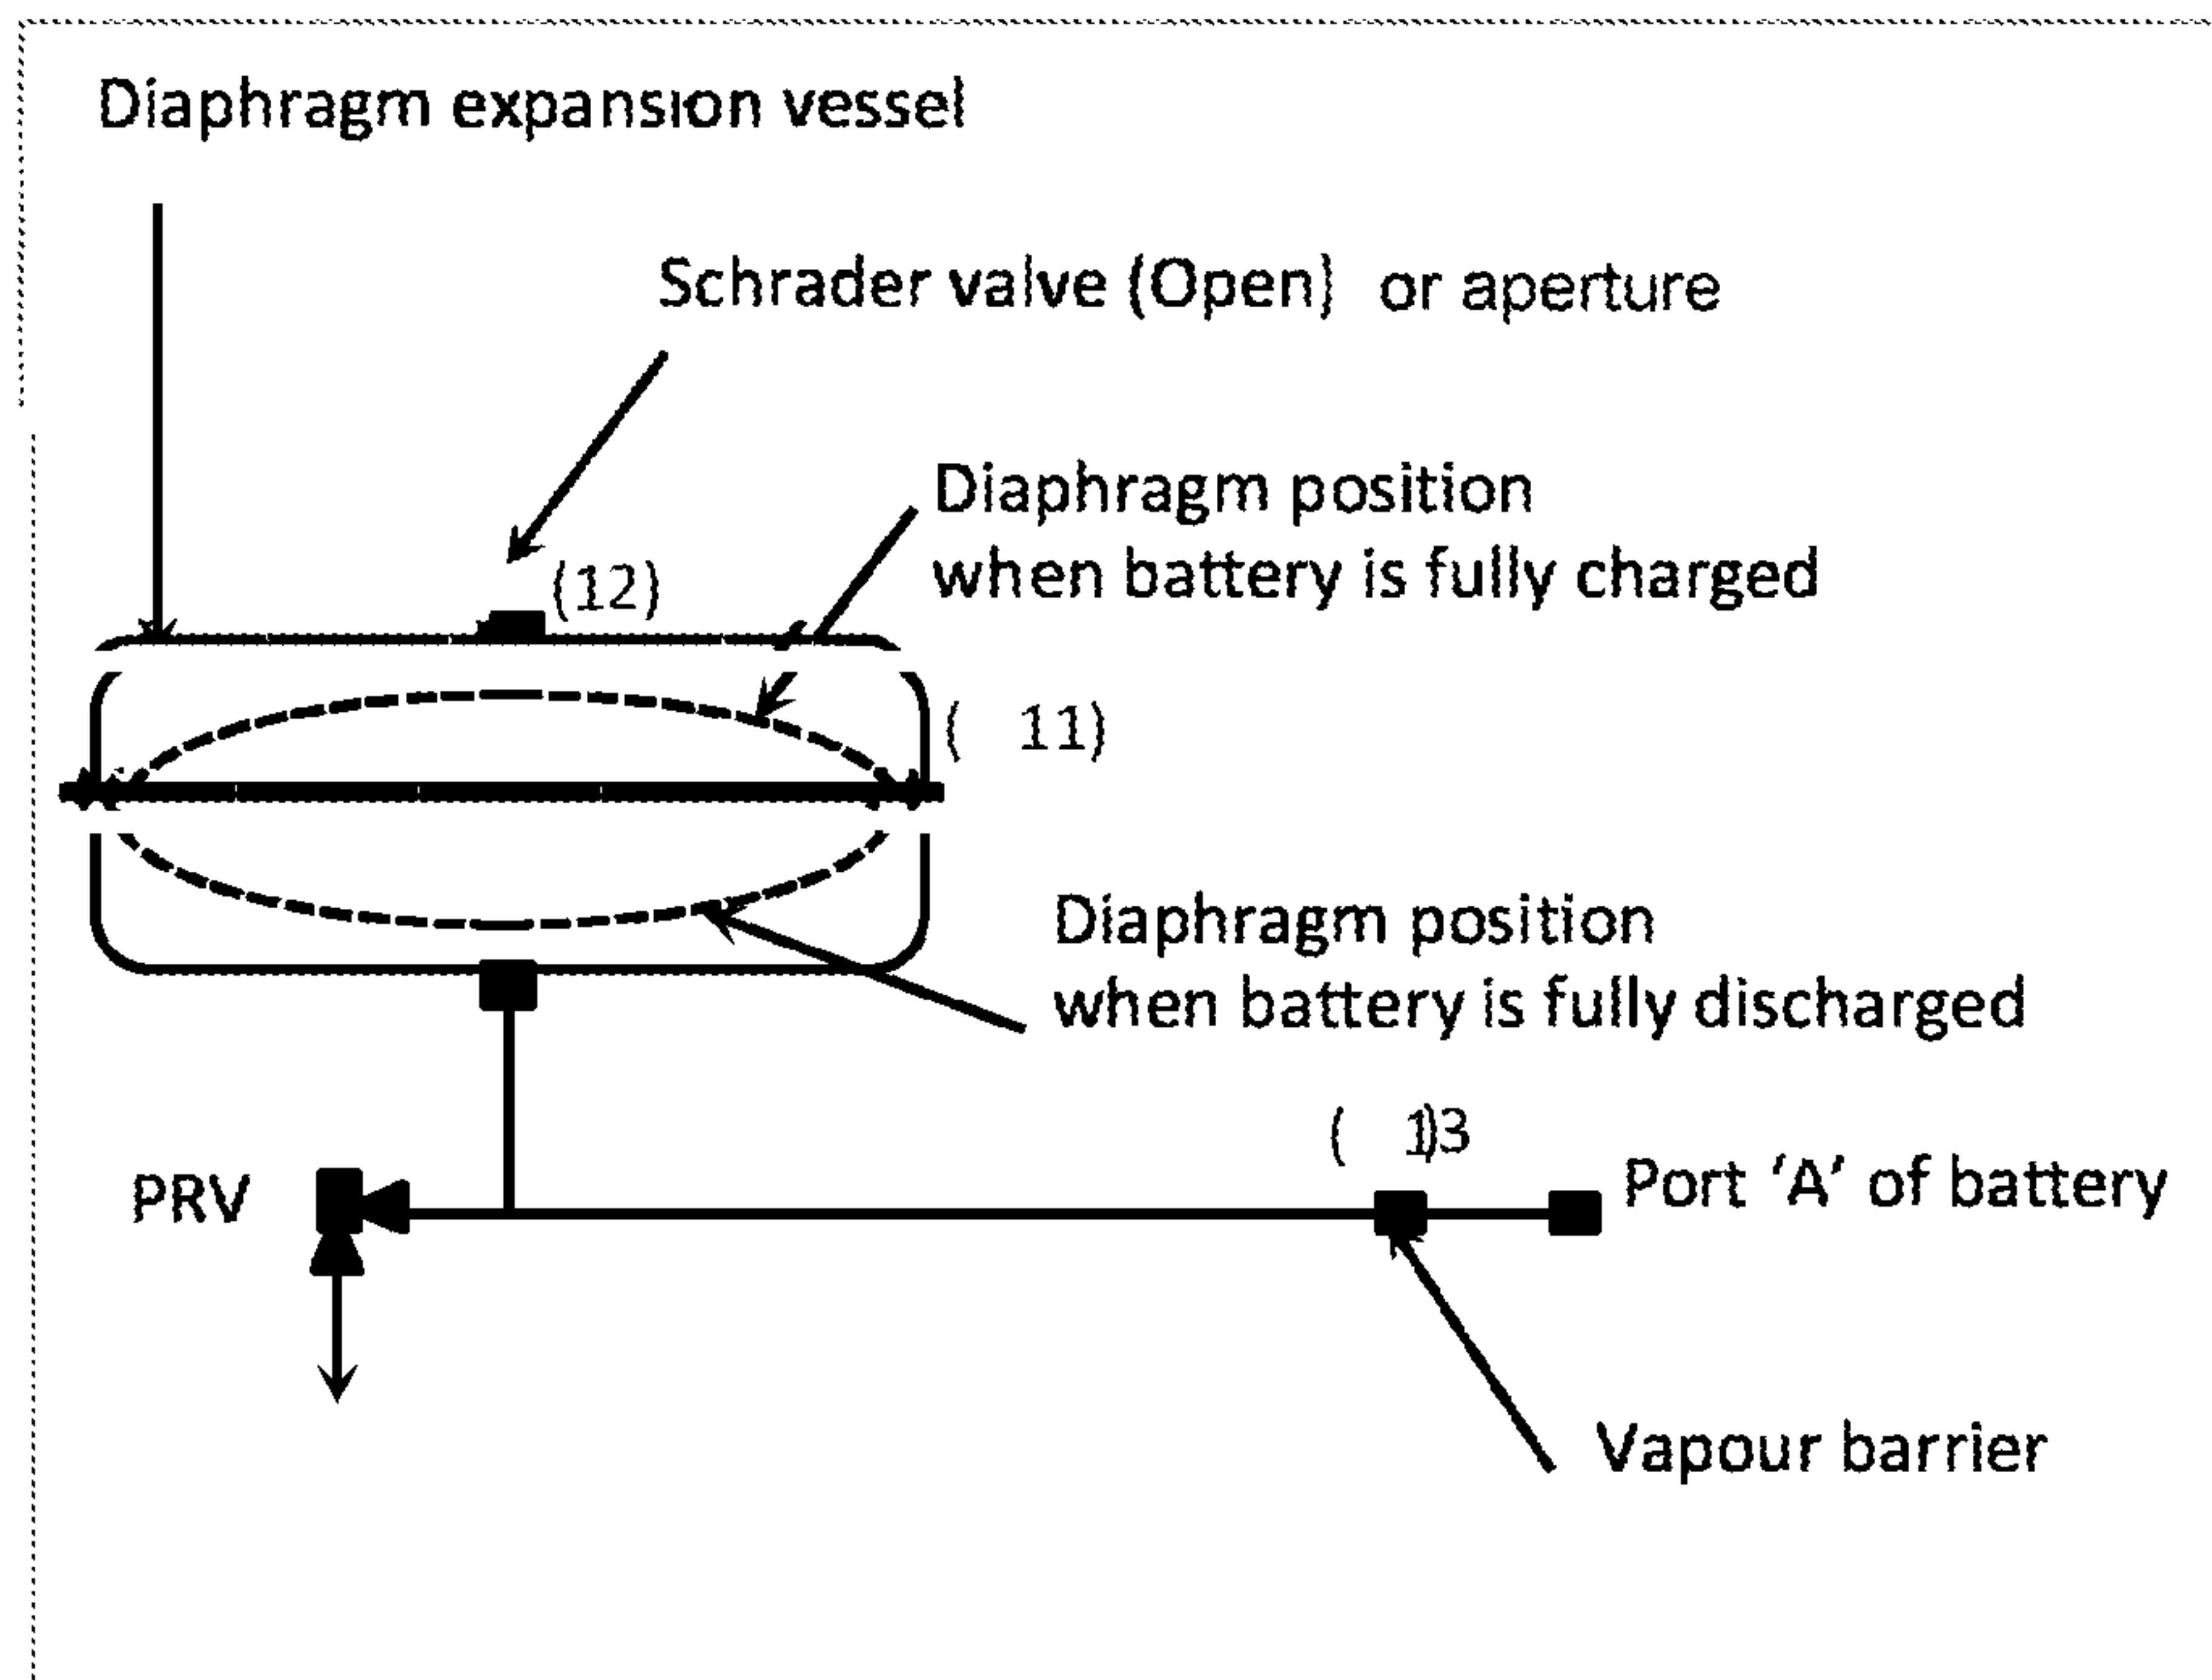 Diaphragm expansion vessel
Schrader valve (Open) or aperture
Diaphragm position
when battery is fully charged
(12)
( 11)
Diaphragm position
when battery is fully discharged
( 1)3
PRV
Port ‘A’ of battery
Vapour barrier